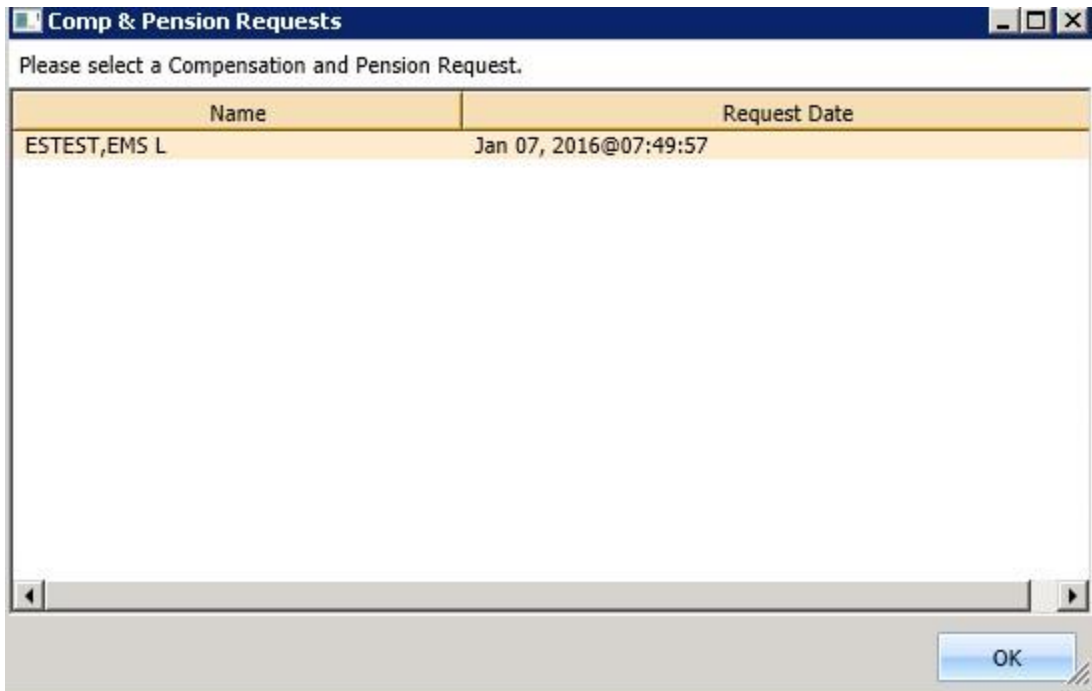 Comp & Pension Requests
Please select a Compensation and Pension Request.
Name Request Date
ESTEST,EMS L Jan 07, 2016@07:49:57
OK